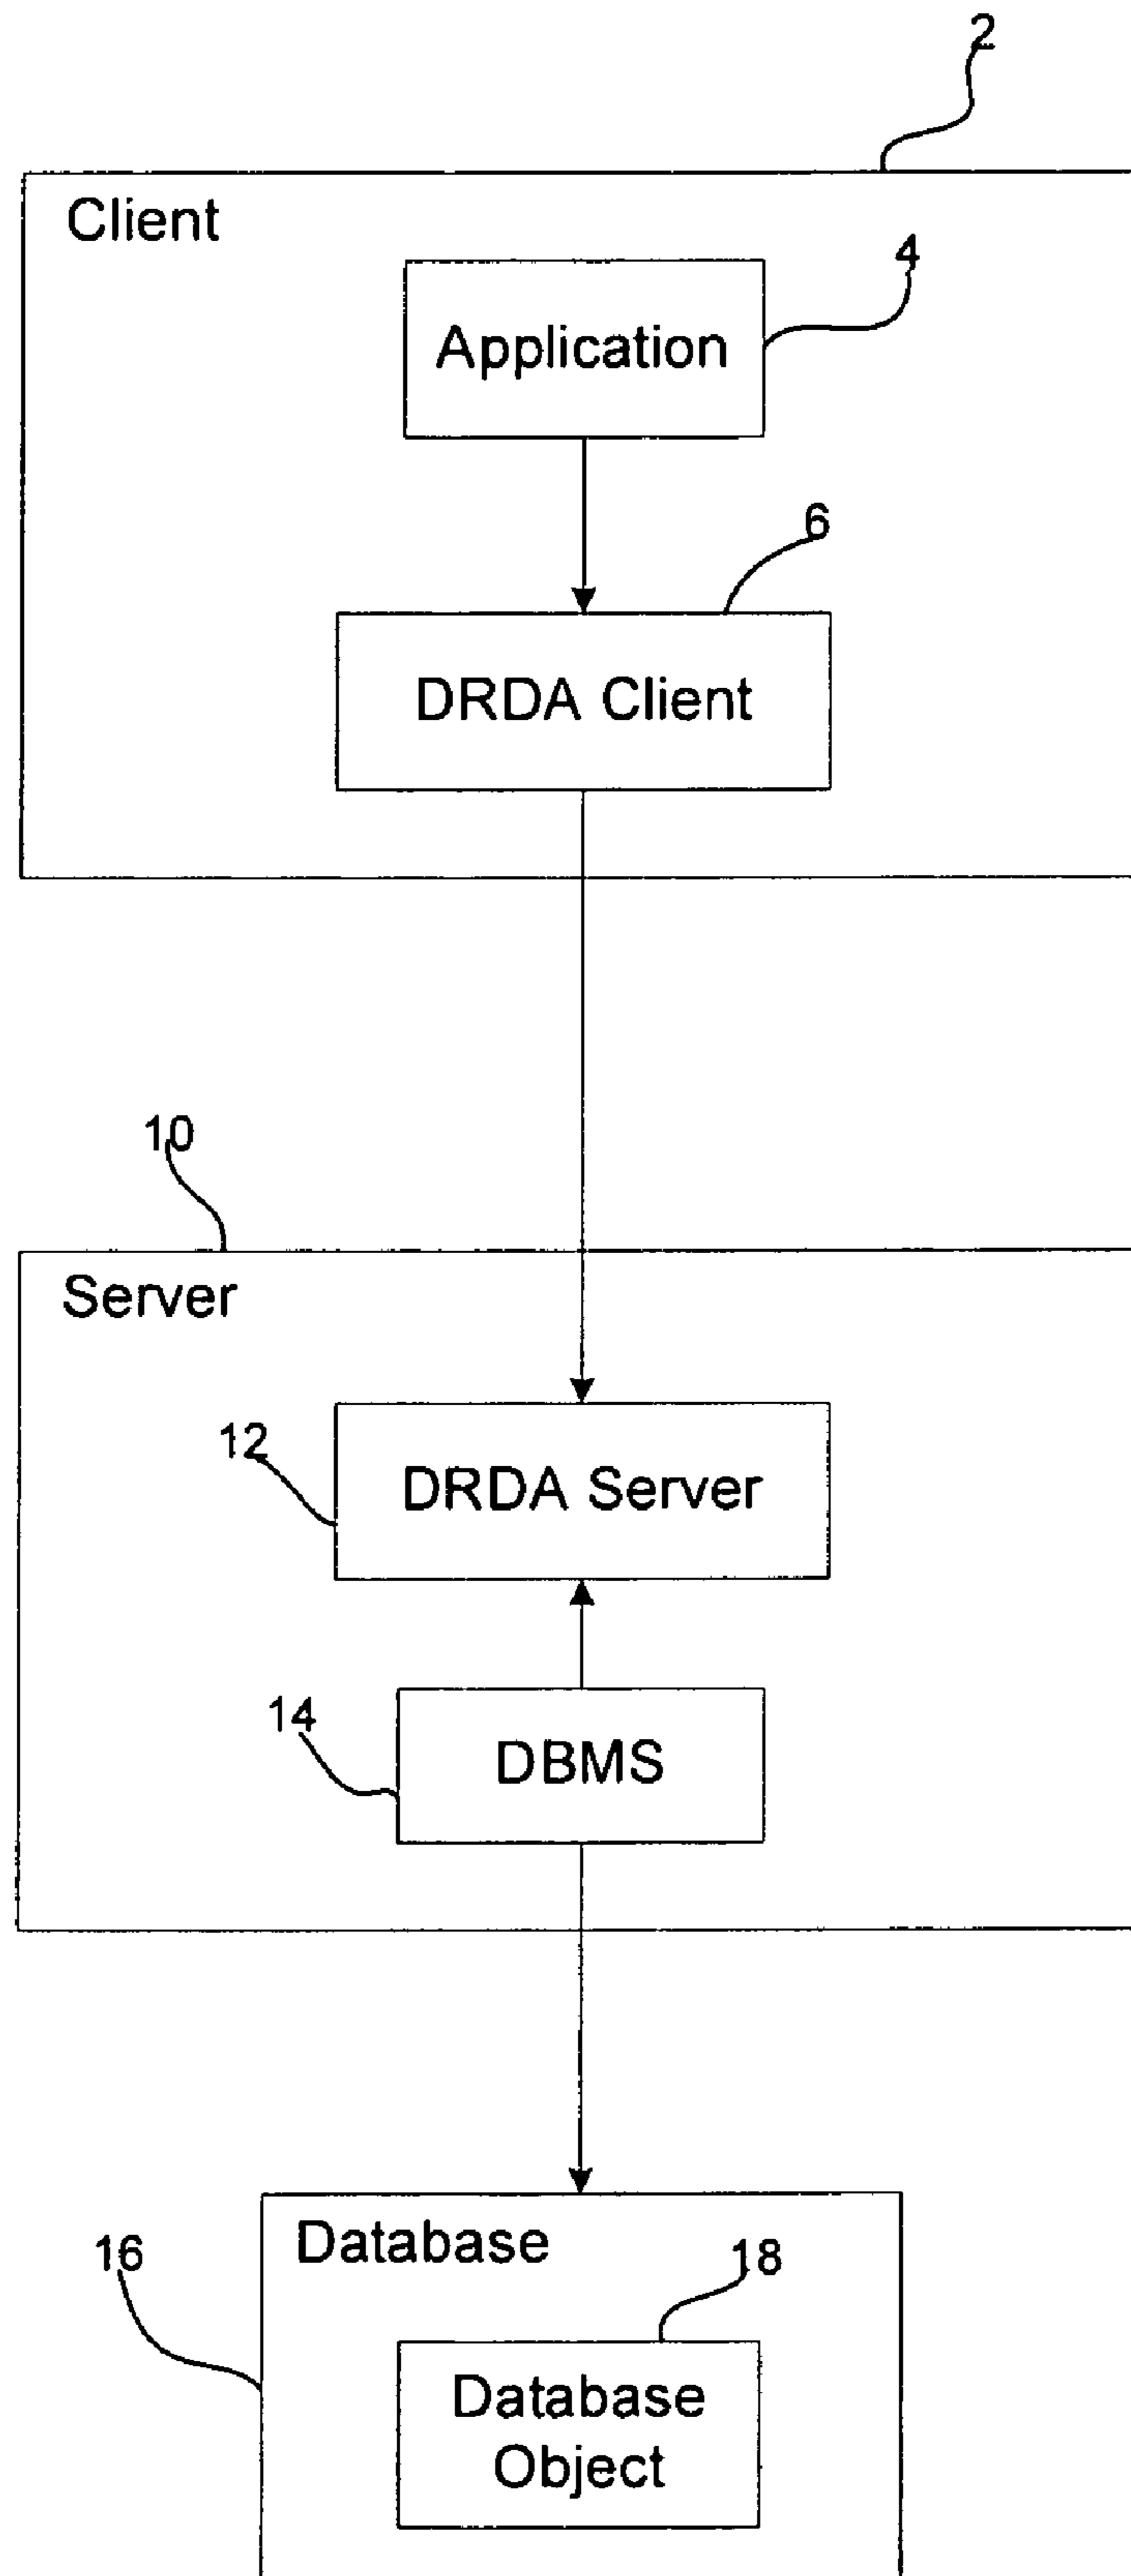 2
Client
4
Application
6
DRDA Client
10
Server
12
DRDA Server
14
DBMS
16
Database
18
Database
Object